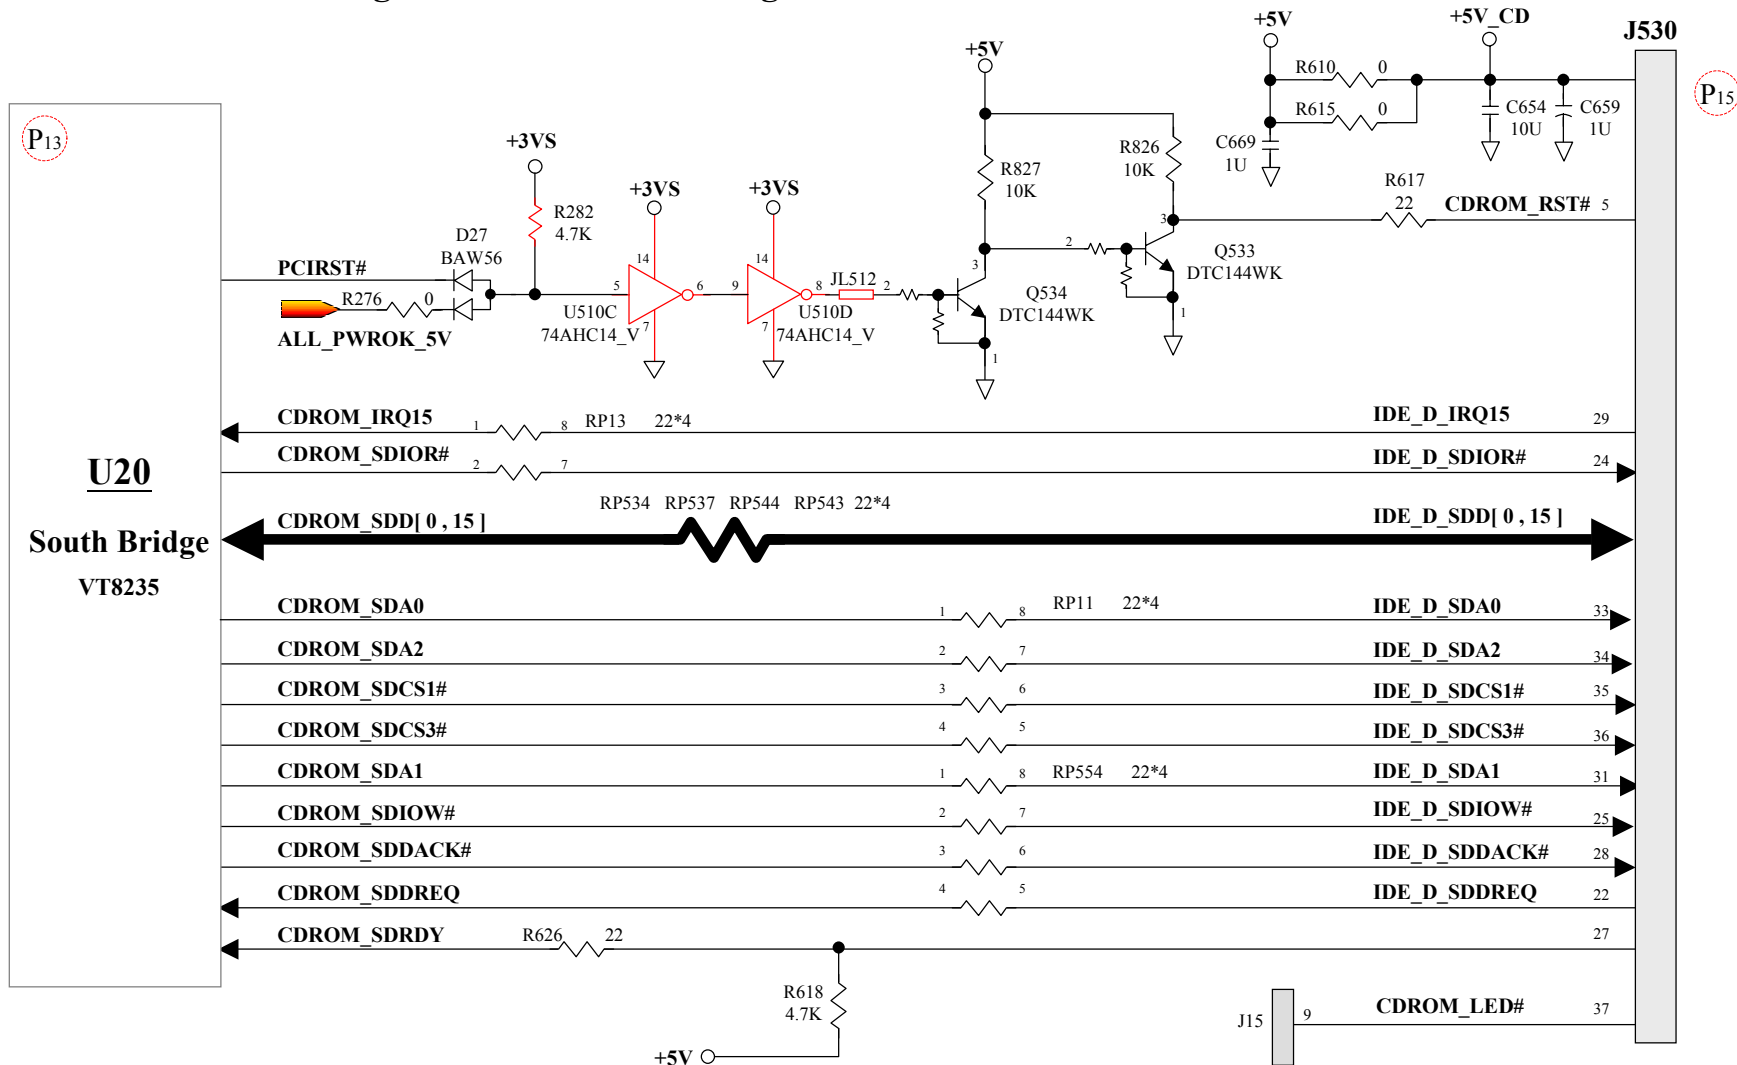 +5V
+5V_CD
J530
P13
P15
+5V
R610 0
R615 0
C669
1U
C654
10U
C659
1U
+3VS
+3VS
+3VS
R282
4.7K
R827
10K
R826
10K
R617
22
CDROM_RST# 5
D27
BAW56
PCIRST#
R276 0
ALL_PWROK_5V
14
5
6
7
U510C
74AHC14_V
14
9
8
7
U510D
74AHC14_V
JL512
2
3
Q534
DTC144WK
1
2
3
Q533
DTC144WK
1
U20
South Bridge
VT8235
CDROM_IRQ15 1 8 RP13 22*4 IDE_D_IRQ15 29
CDROM_SDIOR# 2 7 IDE_D_SDIOR# 24
RP534 RP537 RP544 RP543 22*4
CDROM_SDD[ 0 , 15 ] IDE_D_SDD[ 0 , 15 ]
CDROM_SDA0 1 8 RP11 22*4 IDE_D_SDA0 33
CDROM_SDA2 2 7 IDE_D_SDA2 34
CDROM_SDCS1# 3 6 IDE_D_SDCS1# 35
CDROM_SDCS3# 4 5 IDE_D_SDCS3# 36
CDROM_SDA1 1 8 RP554 22*4 IDE_D_SDA1 31
CDROM_SDIOW# 2 7 IDE_D_SDIOW# 25
CDROM_SDDACK# 3 6 IDE_D_SDDACK# 28
CDROM_SDDREQ 4 5 IDE_D_SDDREQ 22
CDROM_SDRDY R626 22 27
R618
4.7K
+5V
J15 9 CDROM_LED# 37